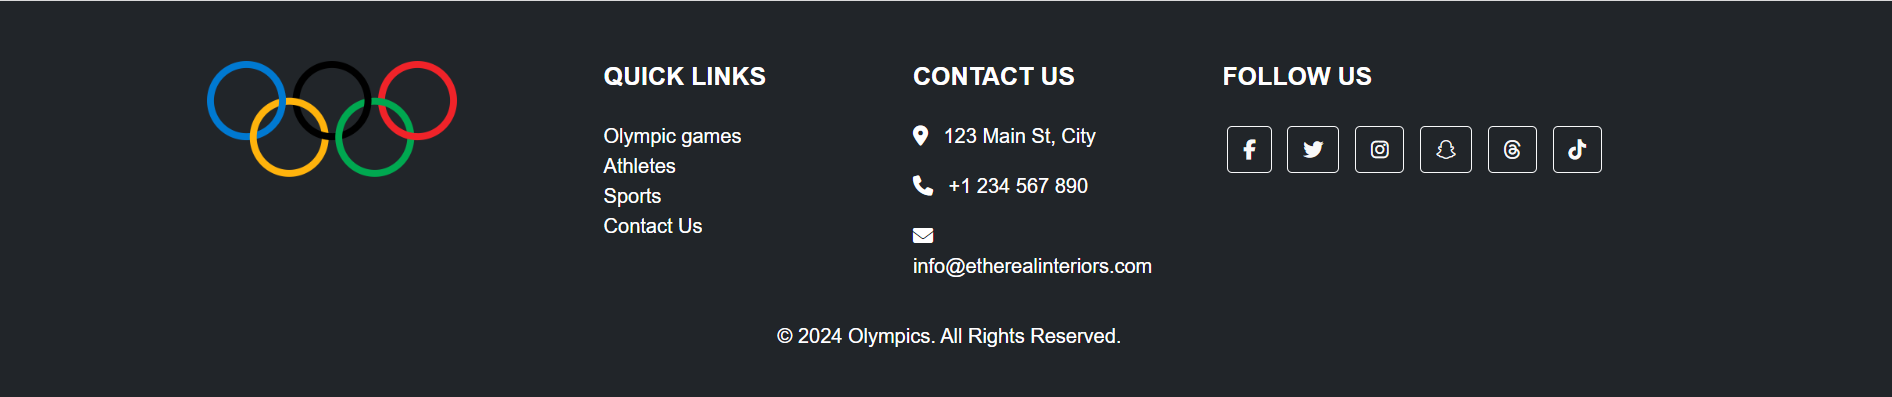 QUICK LINKS
Olympic games
Athletes
Sports
Contact Us
CONTACT US
123 Main St, City
+1 234 567 890
info@etherealinteriors.com
FOLLOW US
© 2024 Olympics. All Rights Reserved.